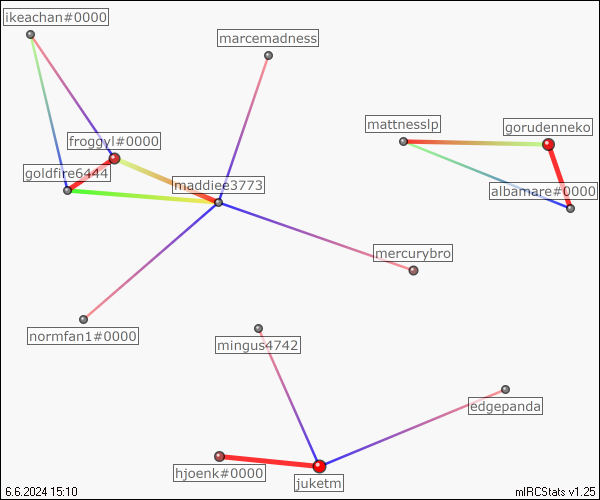 ikeachan#0000
marcemadness
mattnesslp
gorudenneko
froggyl#0000
goldfire6444
maddiee3773
albamare#0000
mercurybro
normfan1#0000
mingus4742
edgepanda
hjoenk#0000
juketm
6.6.2024 15:10
mIRCStats v1.25